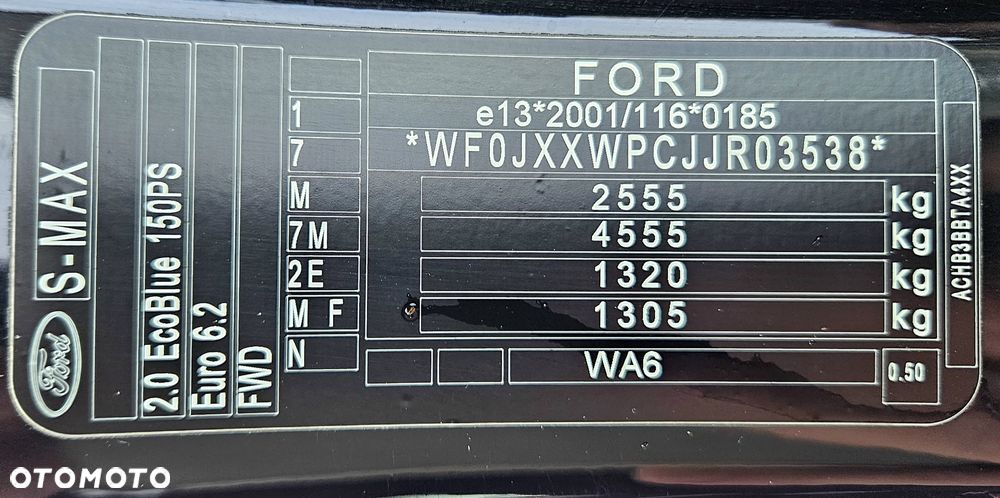 S-MAX
Ford
2.0 EcoBlue 150PS
Euro 6.2
FWD
FORD
1 e13*2001/116*0185
7 *WF0JXXWPCJJR03538*
M 2555 kg
7M 4555 kg
2E 1320 kg
M F 1305 kg
N WA6 0.50
ACHB3BBTA4XX
OTOMOTO